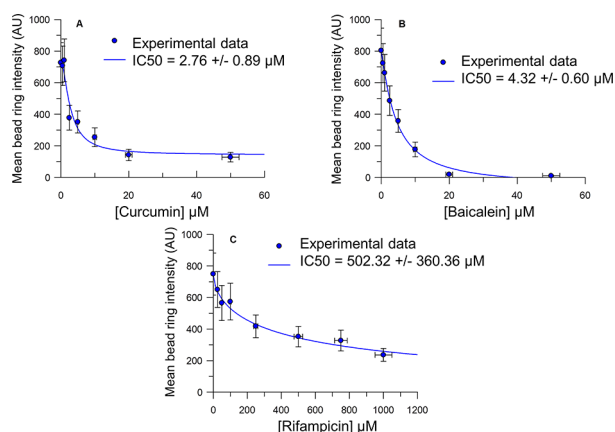 A
Mean bead ring intensity (AU)
1000
800
600
400
200
0
Experimental data
IC50 = 2.76 +/- 0.89 µM
0 20 40 60
[Curcumin] µM
B
Mean bead ring intensity (AU)
1000
800
600
400
200
0
Experimental data
IC50 = 4.32 +/- 0.60 µM
0 20 40 60
[Baicalein] µM
C
Mean bead ring intensity (AU)
1000
800
600
400
200
0
Experimental data
IC50 = 502.32 +/- 360.36 µM
0 200 400 600 800 1000 1200
[Rifampicin] µM